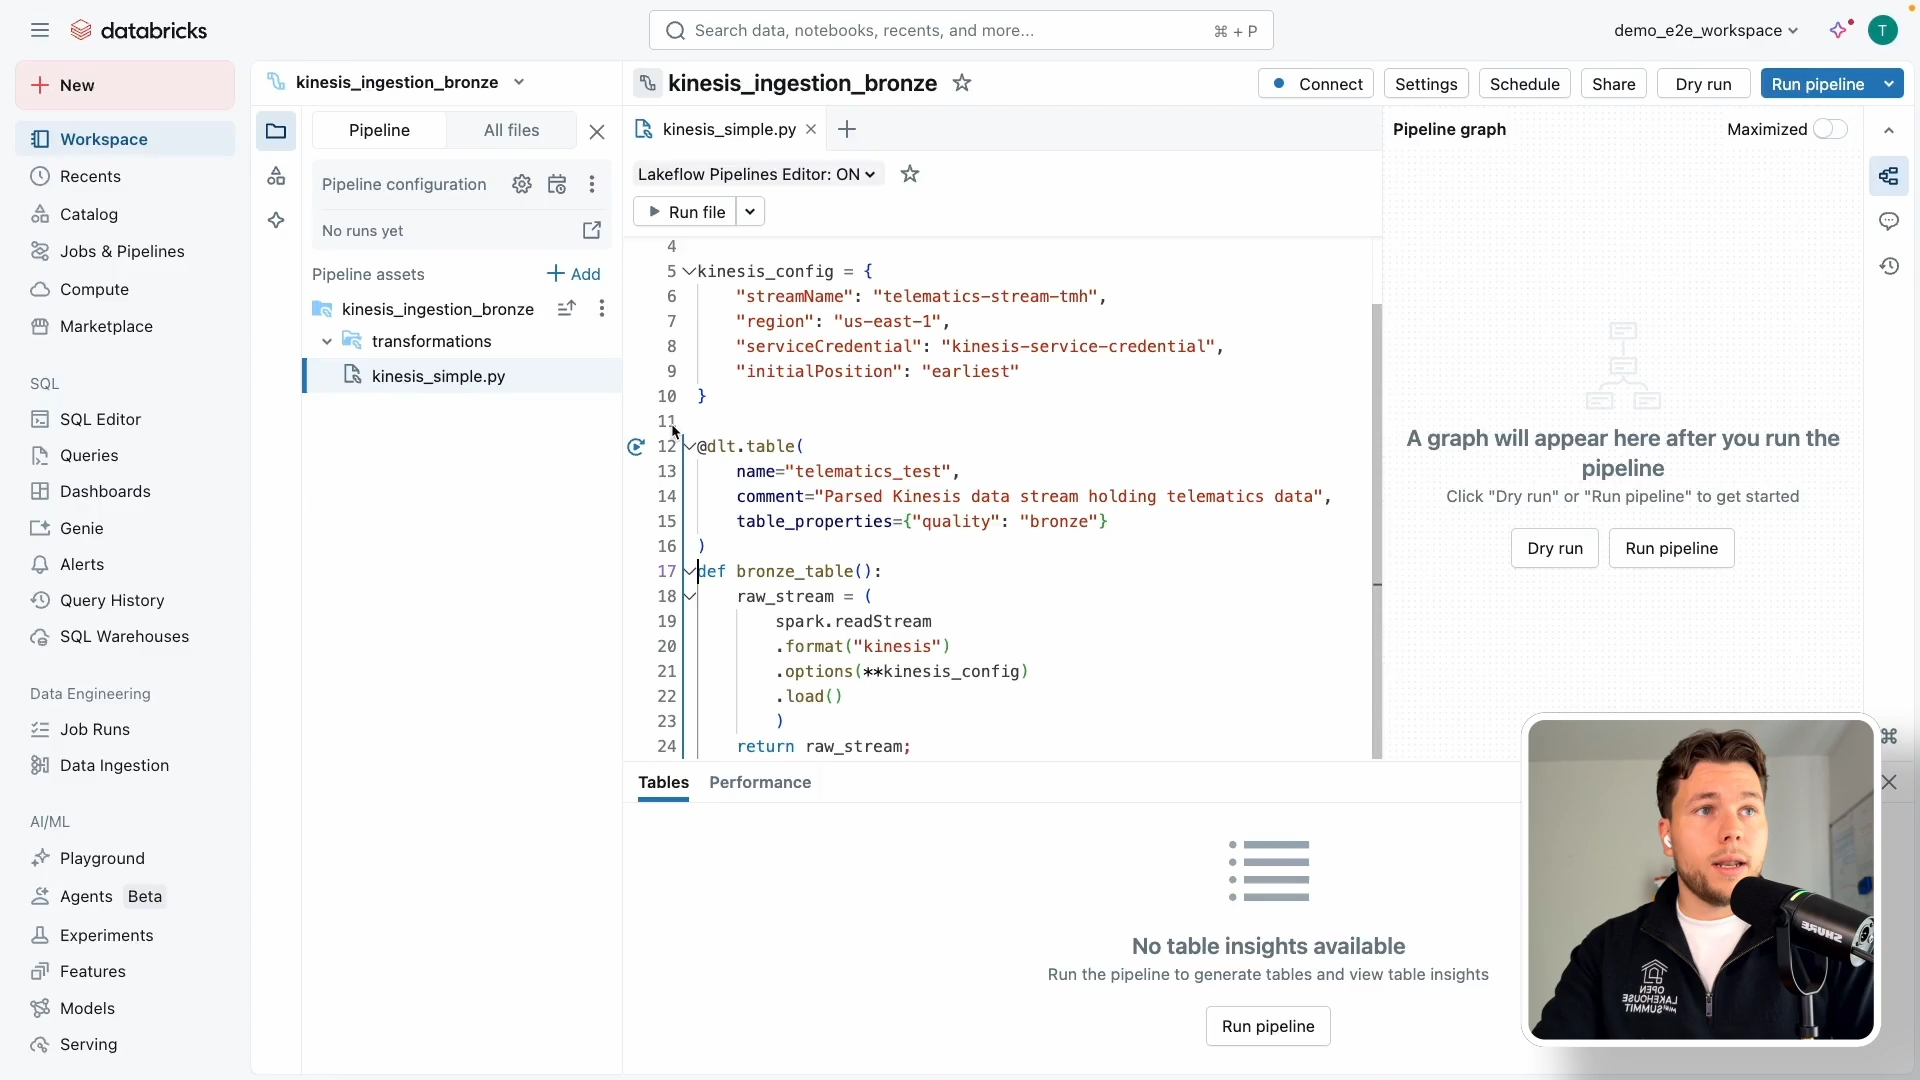 databricks
Search data, notebooks, recents, and more...
⌘ + P
demo_e2e_workspace
T
New
Workspace
Recents
Catalog
Jobs & Pipelines
Compute
Marketplace
SQL
SQL Editor
Queries
Dashboards
Genie
Alerts
Query History
SQL Warehouses
Data Engineering
Job Runs
Data Ingestion
AI/ML
Playground
Agents Beta
Experiments
Features
Models
Serving
kinesis_ingestion_bronze
Pipeline
All files
Pipeline configuration
No runs yet
Pipeline assets
Add
kinesis_ingestion_bronze
transformations
kinesis_simple.py
kinesis_ingestion_bronze
Connect
Settings
Schedule
Share
Dry run
Run pipeline
kinesis_simple.py
Lakeflow Pipelines Editor: ON
Run file
4
5 kinesis_config = {
6 "streamName": "telematics-stream-tmh",
7 "region": "us-east-1",
8 "serviceCredential": "kinesis-service-credential",
9 "initialPosition": "earliest"
10 }
11
12 @dlt.table(
13 name="telematics_test",
14 comment="Parsed Kinesis data stream holding telematics data",
15 table_properties={"quality": "bronze"}
16 )
17 def bronze_table():
18 raw_stream = (
19 spark.readStream
20 .format("kinesis")
21 .options(**kinesis_config)
22 .load()
23 )
24 return raw_stream;
Pipeline graph
Maximized
A graph will appear here after you run the
pipeline
Click "Dry run" or "Run pipeline" to get started
Dry run
Run pipeline
Tables
Performance
No table insights available
Run the pipeline to generate tables and view table insights
Run pipeline
SHURE
OPEN
LAKEHOUSE
SUMMIT